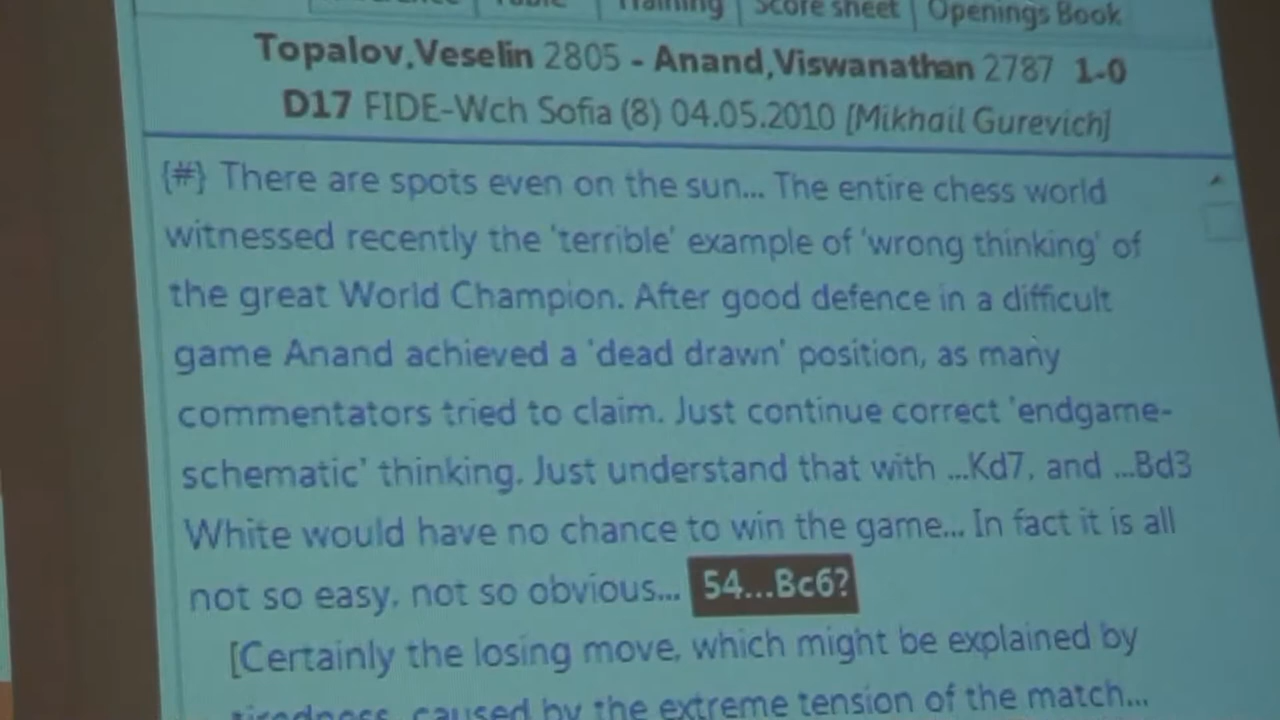 Training Score sheet Openings Book
Topalov,Veselin 2805 - Anand,Viswanathan 2787 1-0
D17 FIDE-Wch Sofia (8) 04.05.2010 [Mikhail Gurevich]
{#} There are spots even on the sun... The entire chess world
witnessed recently the 'terrible' example of 'wrong thinking' of
the great World Champion. After good defence in a difficult
game Anand achieved a 'dead drawn' position, as many
commentators tried to claim. Just continue correct 'endgame-
schematic' thinking. Just understand that with ...Kd7, and ...Bd3
White would have no chance to win the game... In fact it is all
not so easy, not so obvious... 54...Bc6?
[Certainly the losing move, which might be explained by
tiredness, caused by the extreme tension of the match...